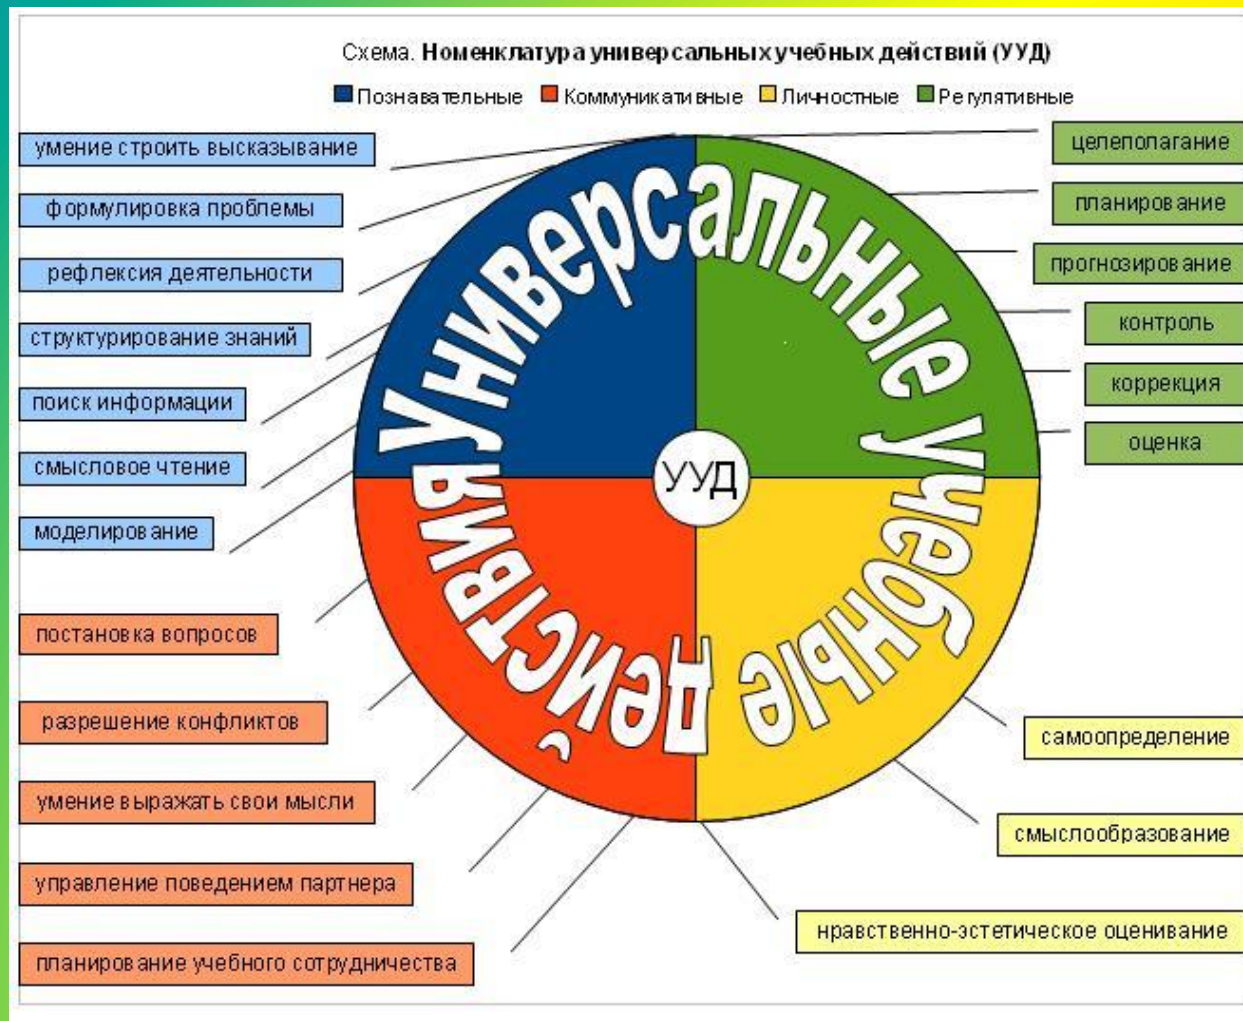 Схема. Номенклатура универсальных учебных действий (УУД)
Познавательные Коммуникативные Личностные Регулятивные
умение строить высказывание
формулировка проблемы
рефлексия деятельности
структурирование знаний
поиск информации
смысловое чтение
моделирование
постановка вопросов
разрешение конфликтов
умение выражать свои мысли
управление поведением партнера
планирование учебного сотрудничества
Универсальные учебные действия
УУД
целеполагание
планирование
прогнозирование
контроль
коррекция
оценка
самоопределение
смыслообразование
нравственно-эстетическое оценивание